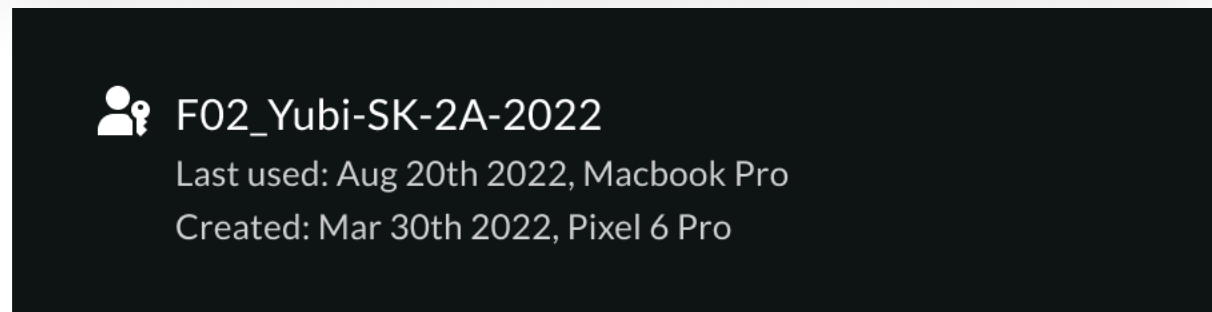 F02_Yubi-SK-2A-2022
Last used: Aug 20th 2022, Macbook Pro
Created: Mar 30th 2022, Pixel 6 Pro